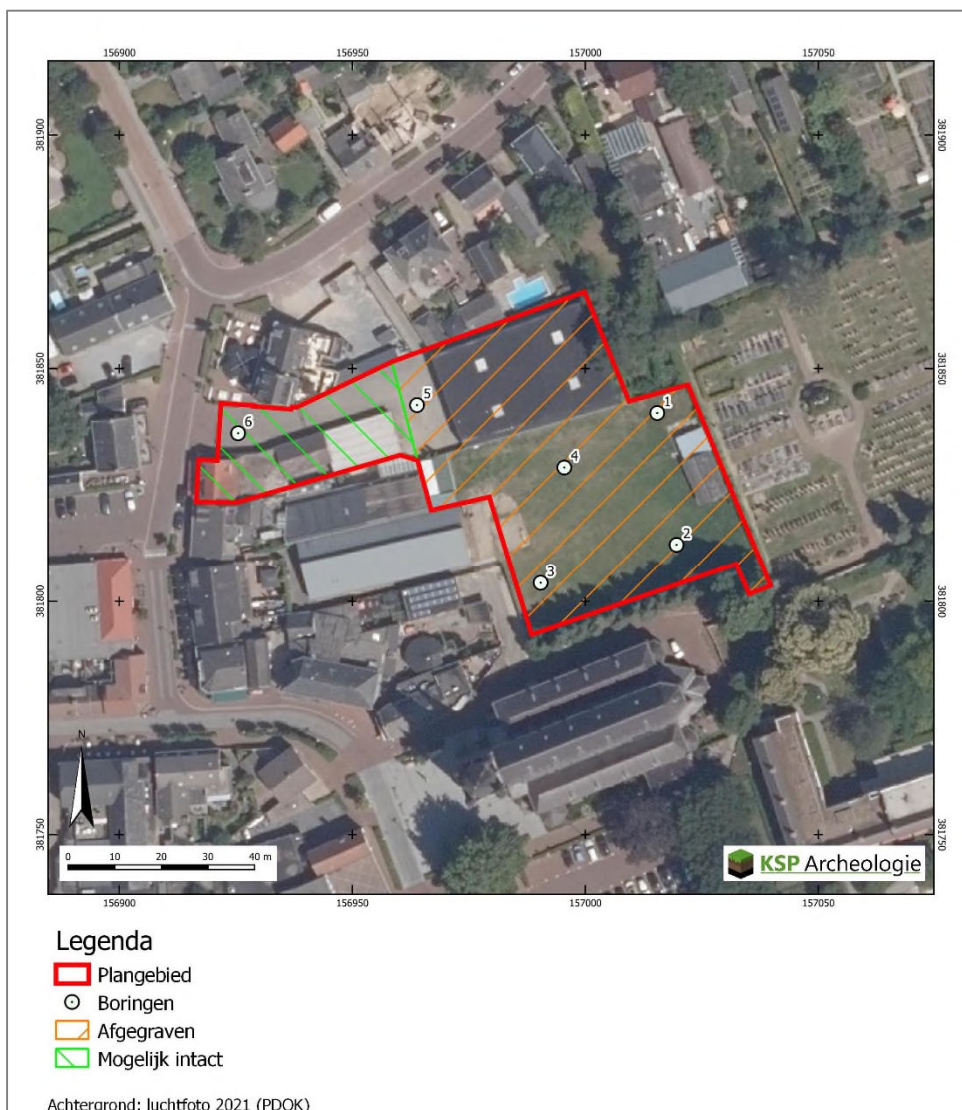 156900 156950 157000 157050
381900 381900
381850 381850
381800 381800
381750 381750
1
5
6
4
2
3
N
0 10 20 30 40 m
KSP Archeologie
156900 156950 157000 157050
Legenda
Plangebied
Boringen
Afgegraven
Mogelijk intact
Achtergrond: luchtfoto 2021 (PDOK)